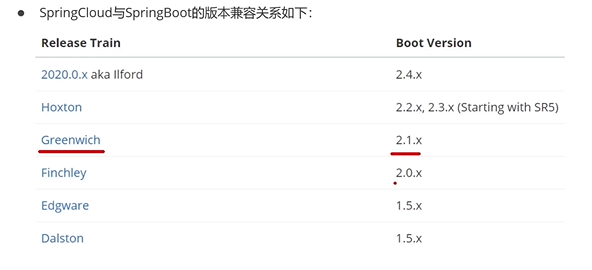 SpringCloud与SpringBoot的版本兼容关系如下：
Release Train Boot Version
2020.0.x aka Ilford 2.4.x
Hoxton 2.2.x, 2.3.x (Starting with SR5)
Greenwich 2.1.x
Finchley 2.0.x
Edgware 1.5.x
Dalston 1.5.x